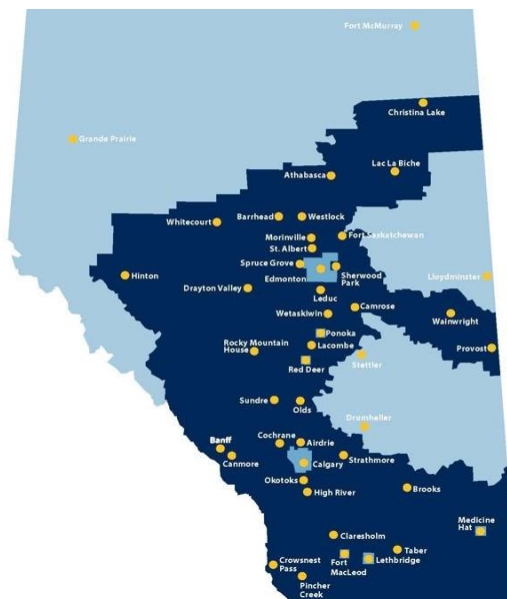 Fort McMurray
Christina Lake
Grande Prairie
Lac La Biche
Athabasca
Barrhead
Westlock
Whitecourt
Morinville
Fort Saskatchewan
St. Albert
Spruce Grove
Sherwood
Park
Edmonton
Hinton
Lloydminster
Drayton Valley
Leduc
Camrose
Wetaskiwin
Wainwright
Ponoka
Rocky Mountain
House
Lacombe
Provost
Red Deer
Stettler
Sundre
Olds
Drumheller
Cochrane
Airdrie
Banff
Canmore
Calgary
Strathmore
Okotoks
High River
Brooks
Medicine
Hat
Claresholm
Taber
Crowsnest
Pass
Fort
MacLeod
Lethbridge
Pincher
Creek